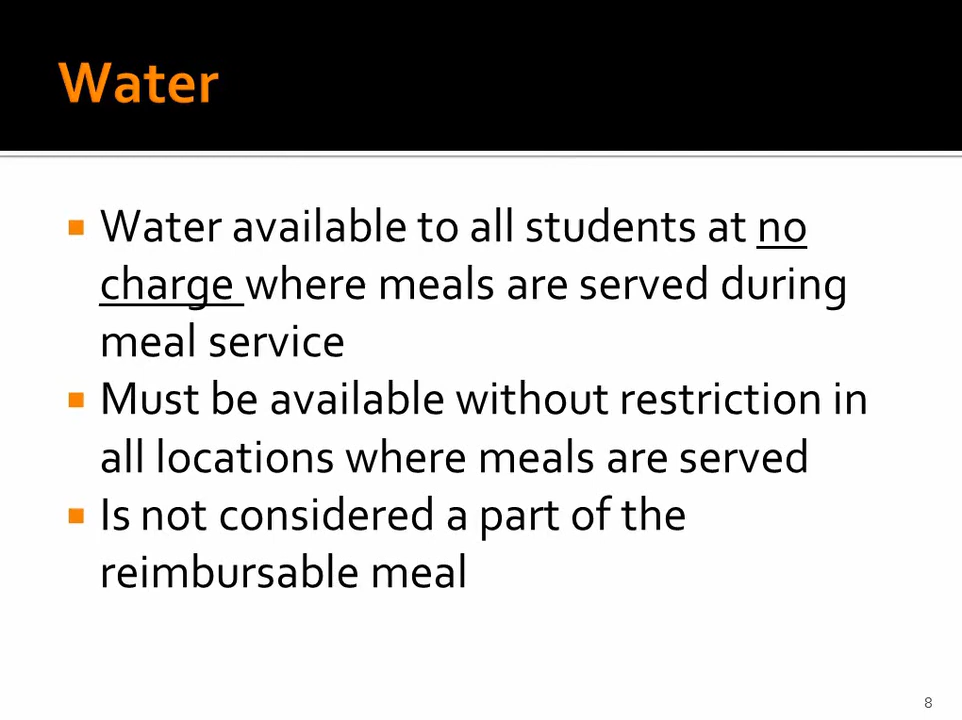 Water
Water available to all students at no
charge where meals are served during
meal service
Must be available without restriction in
all locations where meals are served
Is not considered a part of the
reimbursable meal
8